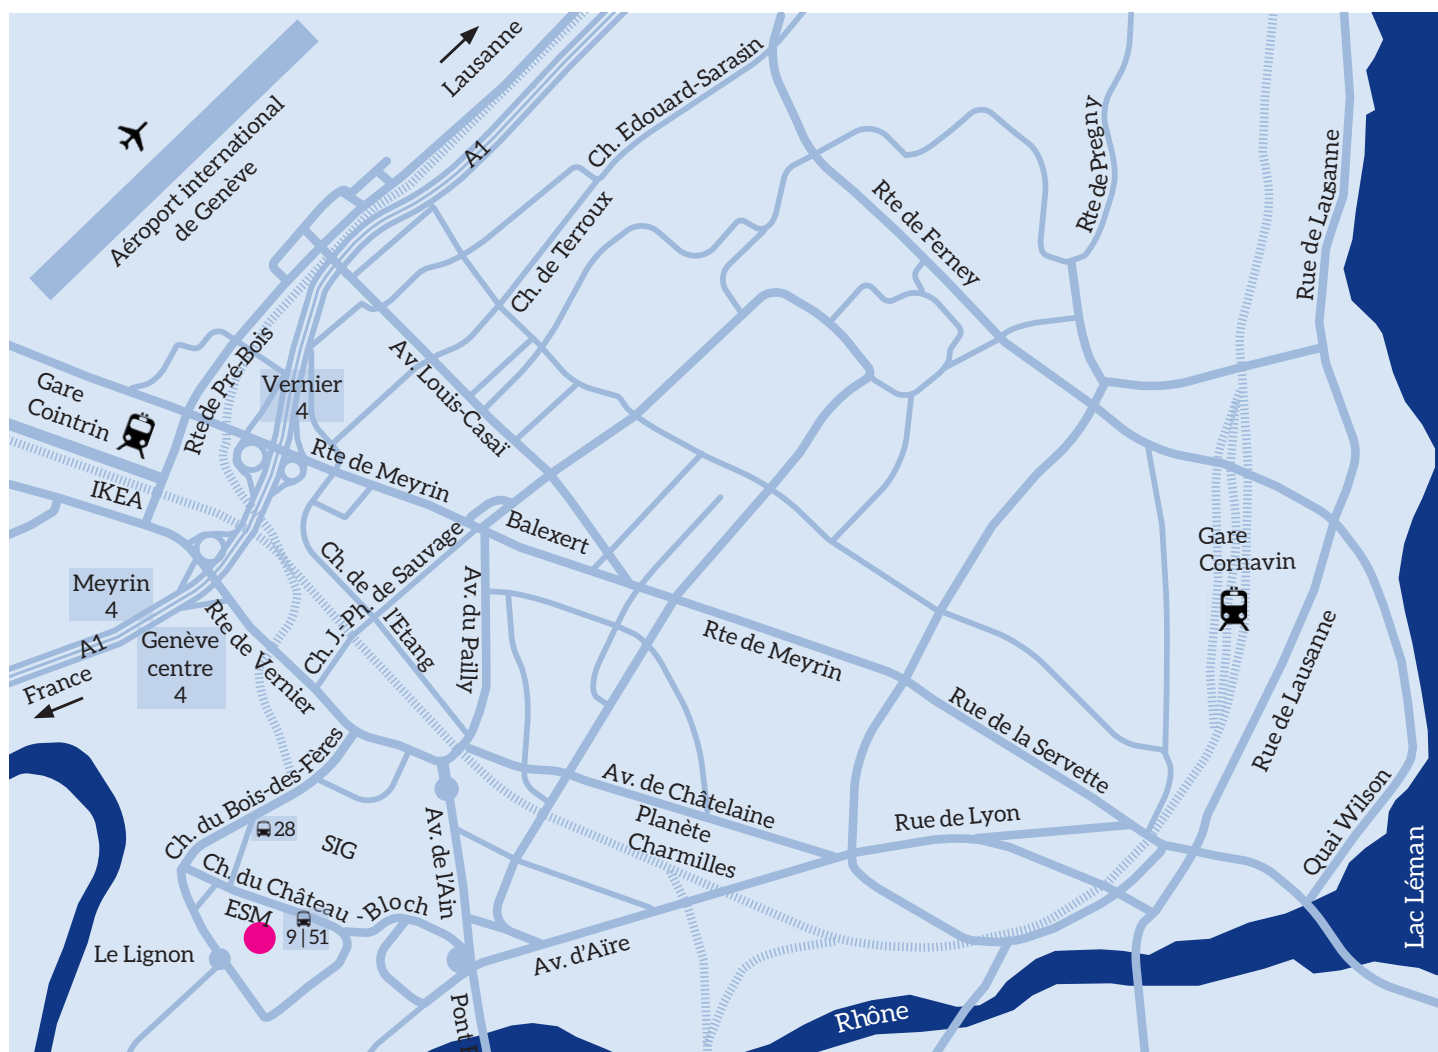 Lausanne
Aéroport international
de Genève
A1
Ch. Edouard-Sarasin
Ch. de Terroux
Rte de Pregny
Rte de Ferney
Rue de Lausanne
Gare
Cointrin
Rte de Pré-Bois
Vernier
4
Av. Louis-Casaï
IKEA
Rte de Meyrin
Balexert
Meyrin
4
A1
France
Genève
centre
4
Rte de Vernier
Ch. de
l'Etang
Ch. J.-Ph. de Sauvage
Av. du Pailly
Rte de Meyrin
Gare
Cornavin
Rue de Lausanne
Rue de la Servette
Ch. du Bois-des-Fères
28
SIG
Av. de l'Ain
Av. de Châtelaine
Planète
Charmilles
Rue de Lyon
Quai Wilson
Lac Léman
Ch. du Château-Bloch
ESM
9|51
Le Lignon
Av. d'Aïre
Pont
Rhône